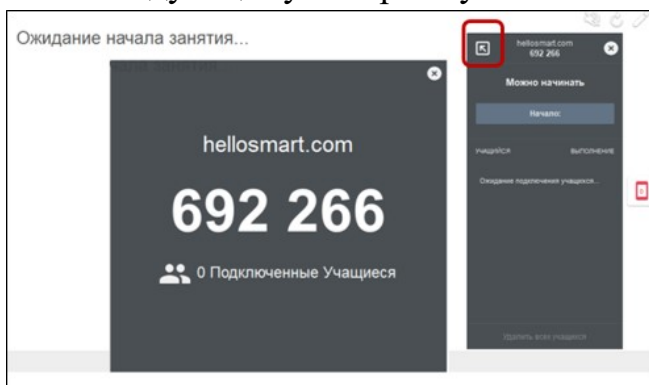 Ожидание начала занятия...
hellosmart.com
692 266
0 Подключенные Учащиеся
hellosmart.com
692 266
Можно начинать
Начало:
УЧАЩИЙСЯ ВЫПОЛНЕНИЕ
Ожидание подключения учащихся...
Удалить всех учащихся